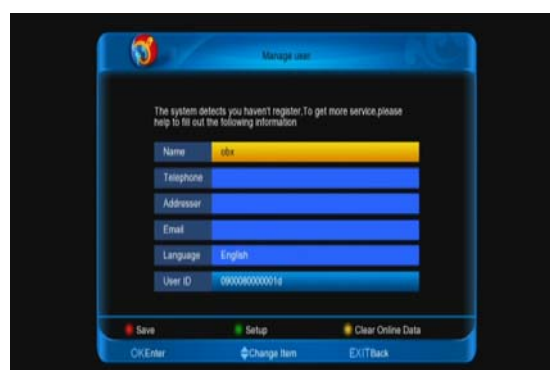 Manage user
The system detects you haven't register,To get more service,please
help to fill out the following information
Name obx
Telephone
Addresser
Email
Language English
User ID 0900080000001d
Save Setup Clear Online Data
OKEnter Change Item EXITBack